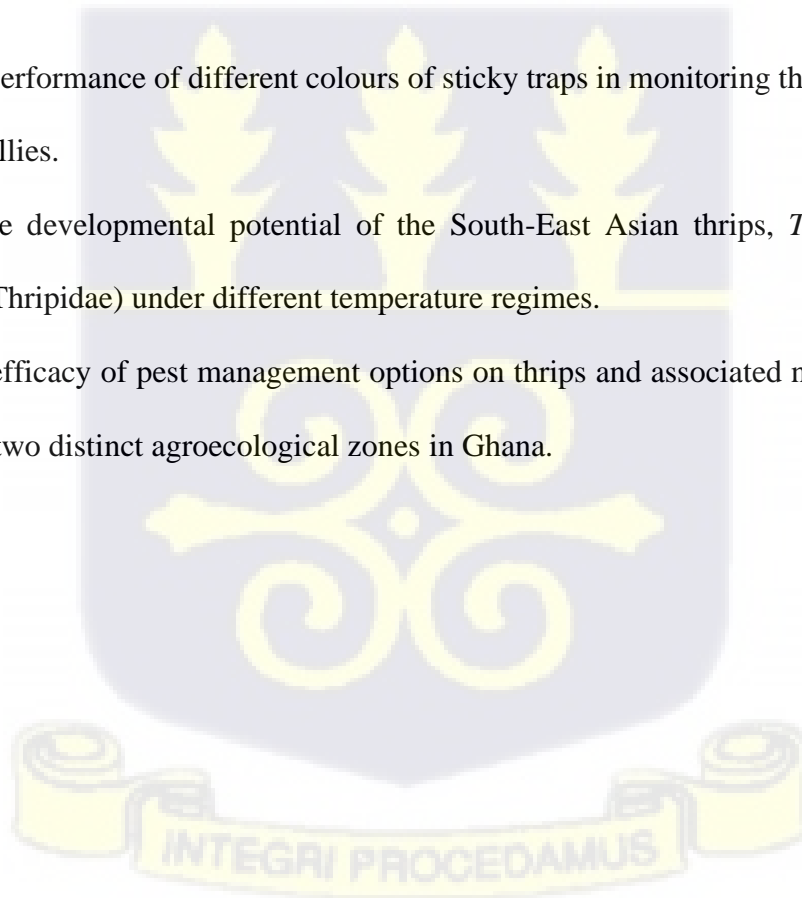 erformance of different colours of sticky traps in monitoring th
llies.
e developmental potential of the South-East Asian thrips, T
Thripidae) under different temperature regimes.
efficacy of pest management options on thrips and associated n
two distinct agroecological zones in Ghana.
INTEGRI PROCEDAMUS